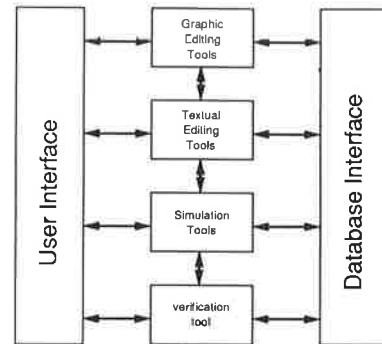 User Interface
Graphic
Editing
Tools
Textual
Editing
Tools
Simulation
Tools
verification
tool
Database Interface